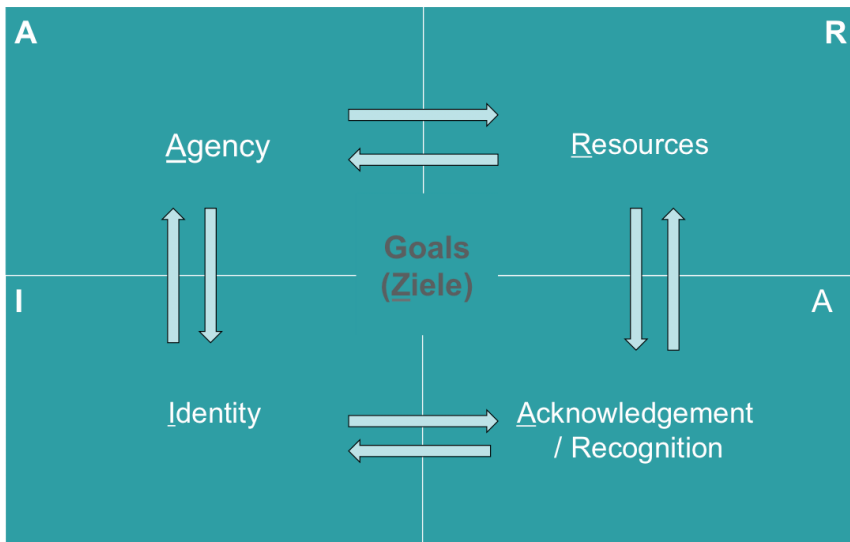 A
R
Agency
Resources
Goals
(Ziele)
I
A
Identity
Acknowledgement
/ Recognition